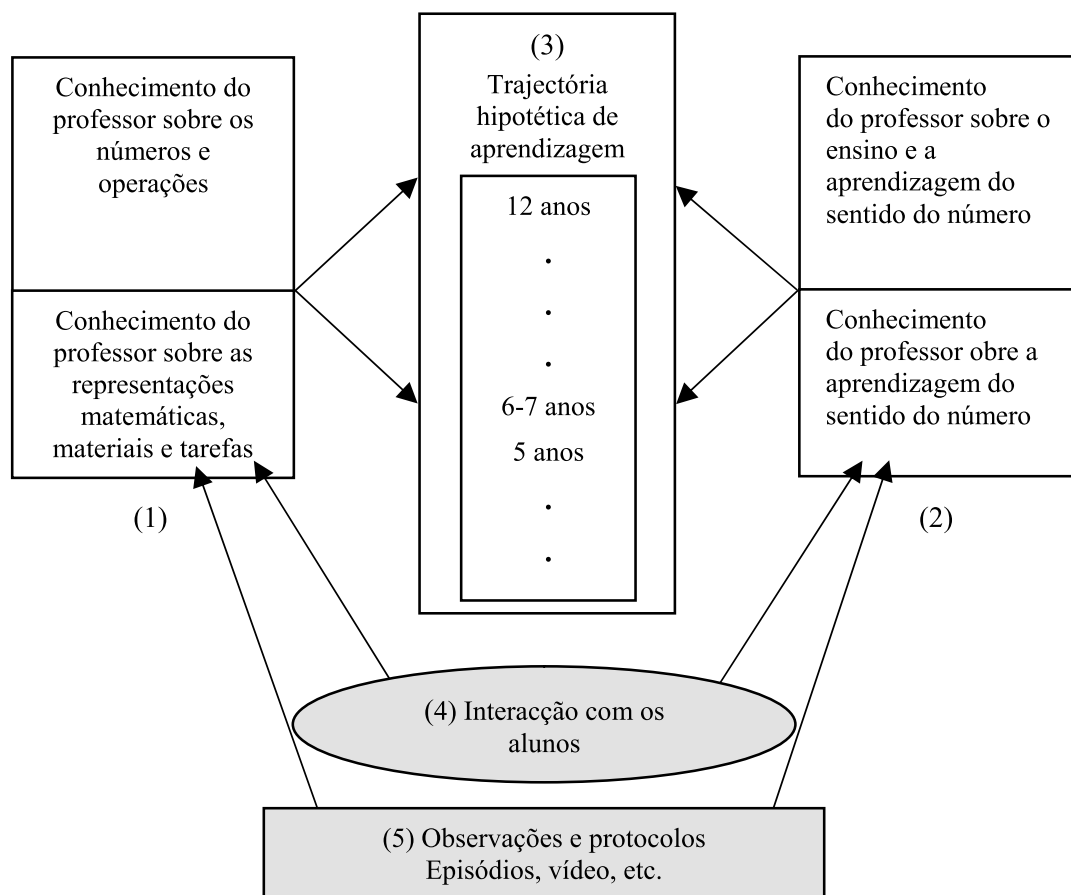 Conhecimento do
professor sobre os
números e
operações
Conhecimento do
professor sobre as
representações
matemáticas,
materiais e tarefas
(1)
(3)
Trajectória
hipotética de
aprendizagem
12 anos
.
.
.
6-7 anos
5 anos
.
.
Conhecimento
do professor sobre o
ensino e a
aprendizagem do
sentido do número
Conhecimento
do professor obre a
aprendizagem do
sentido do número
(2)
(4) Interacção com os
alunos
(5) Observações e protocolos
Episódios, vídeo, etc.